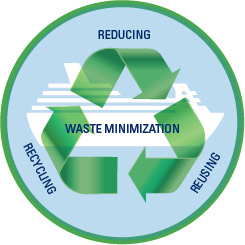 REDUCING
WASTE MINIMIZATION
RECYCLING
REUSING